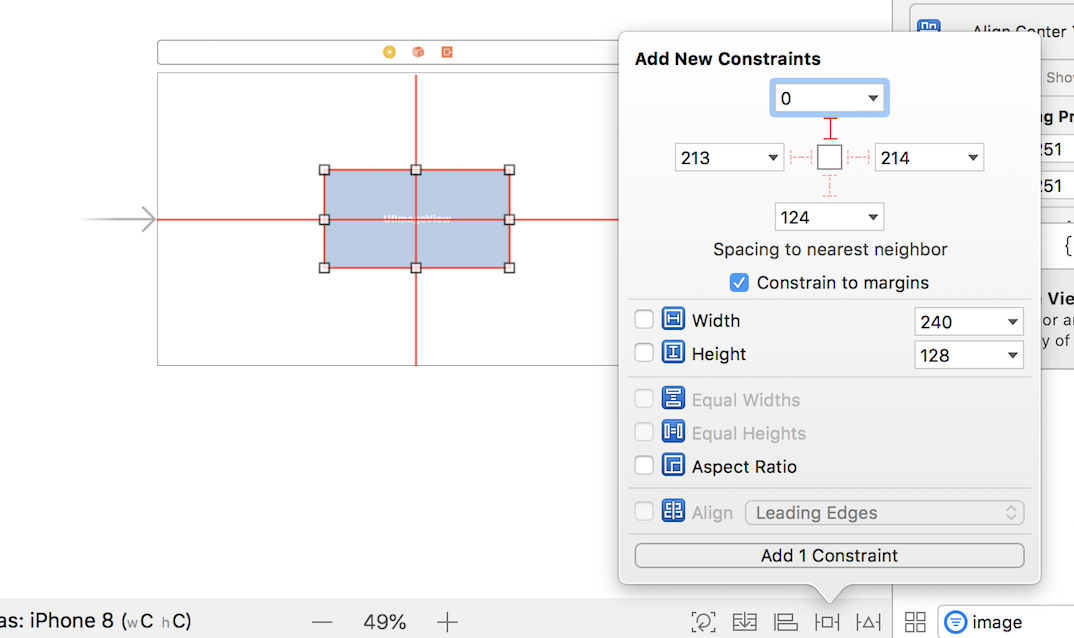 Align Center
Add New Constraints
Sho
0
ng Pr
213
214
251
251
UIImageView
124
Spacing to nearest neighbor
{
Constrain to margins
Vie
Width
240
or a
Height
128
y of
Equal Widths
Equal Heights
Aspect Ratio
Align
Leading Edges
Add 1 Constraint
as: iPhone 8 (wC hC)
49%
image